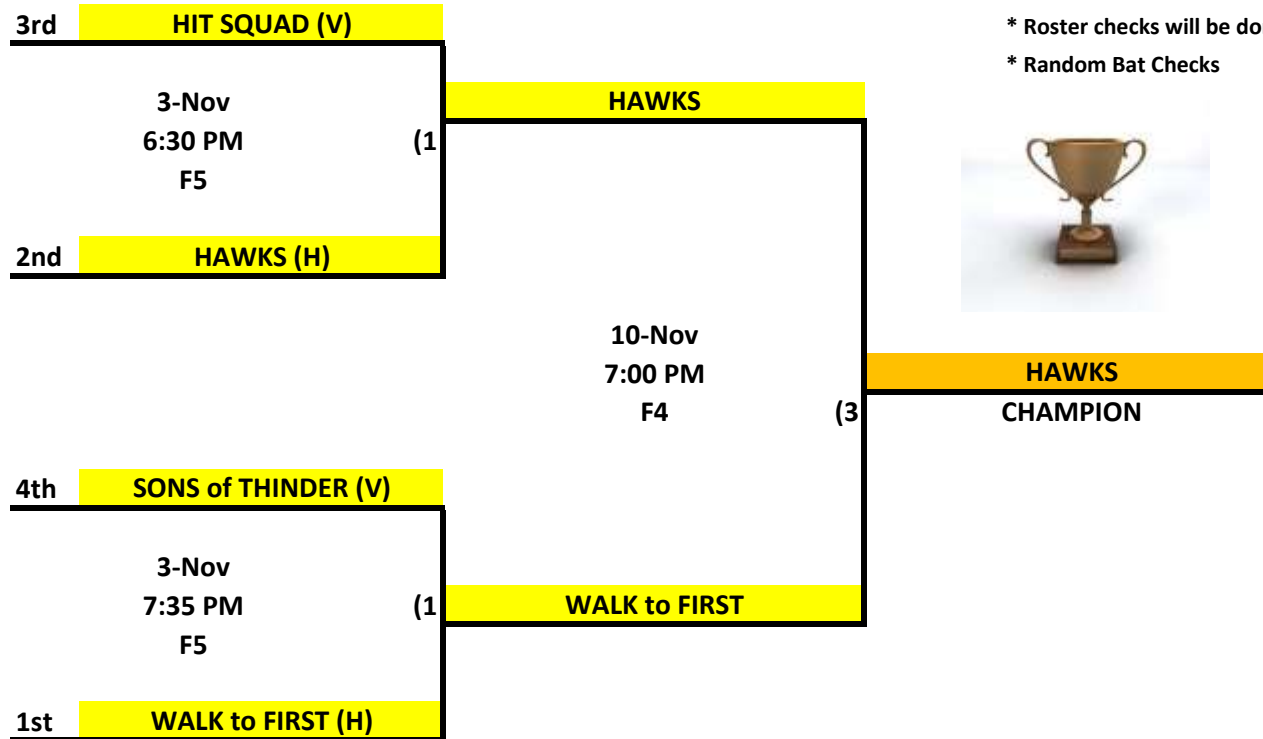 3rd HIT SQUAD (V)
* Roster checks will be do
* Random Bat Checks
3-Nov
HAWKS
6:30 PM (1
F5
2nd HAWKS (H)
10-Nov
7:00 PM
HAWKS
F4 (3
CHAMPION
4th SONS of THINDER (V)
3-Nov
7:35 PM (1
WALK to FIRST
F5
1st WALK to FIRST (H)